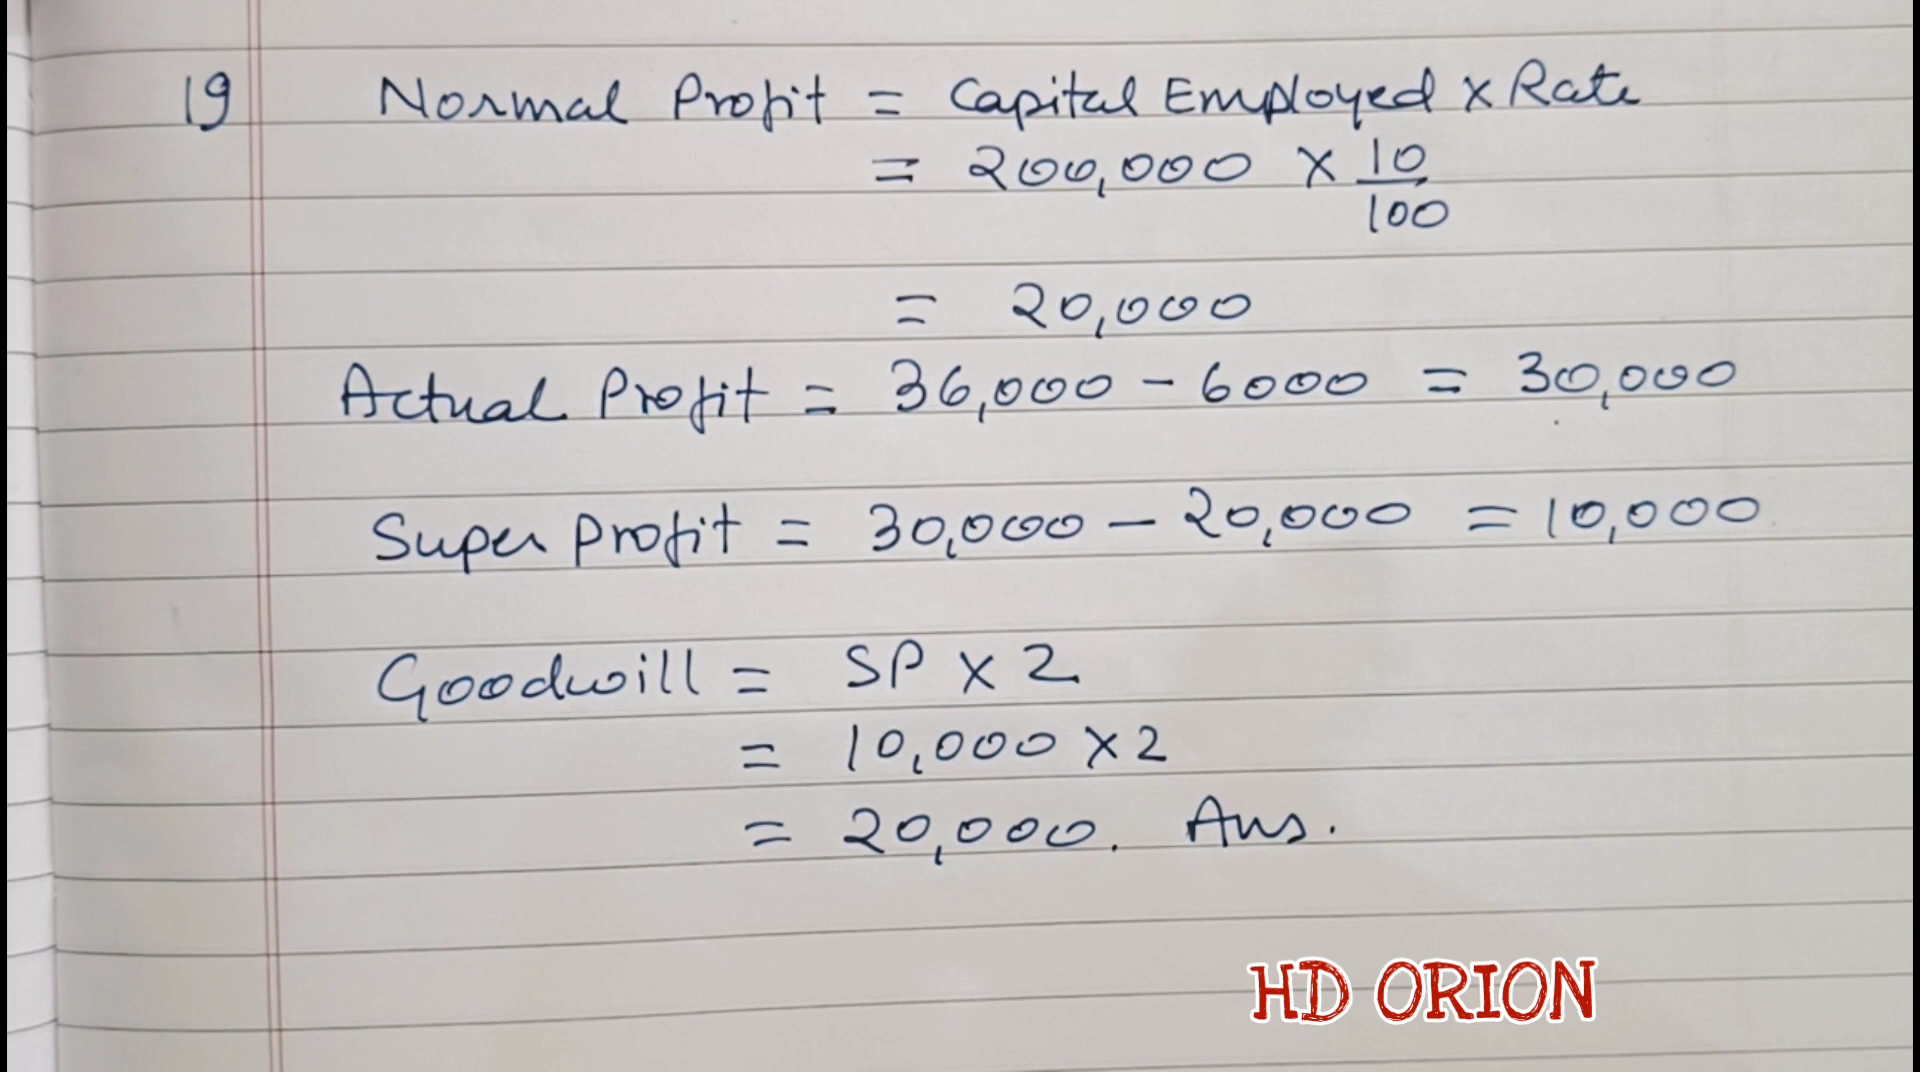 19 Normal Profit = Capital Employed x Rate
= 200,000 x 10/100
= 20,000
Actual Profit = 36,000 - 6000 = 30,000
Super Profit = 30,000 - 20,000 = 10,000
Goodwill = SP x 2
= 10,000 x 2
= 20,000. Ans.
HD ORION